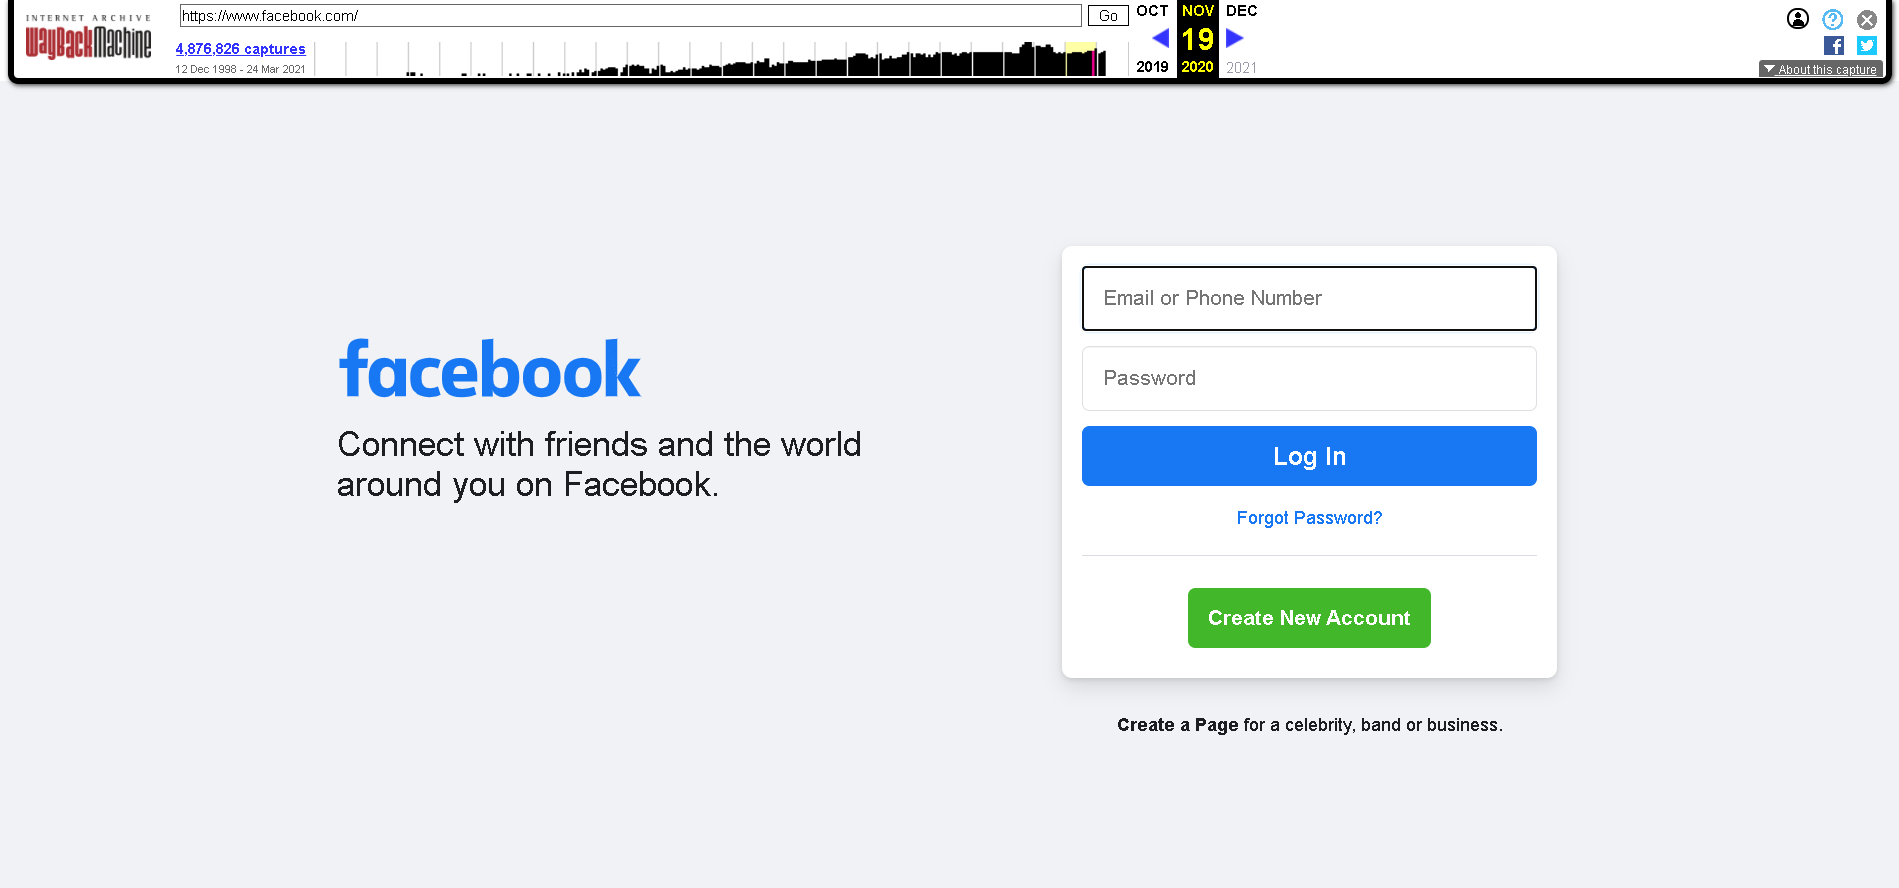 INTERNET ARCHIVE
WayBackMachine
https://www.facebook.com/
Go
4,876,826 captures
12 Dec 1998 - 24 Mar 2021
OCT NOV DEC
19
2019 2020 2021
f
About this capture
facebook
Connect with friends and the world
around you on Facebook.
Email or Phone Number
Password
Log In
Forgot Password?
Create New Account
Create a Page for a celebrity, band or business.